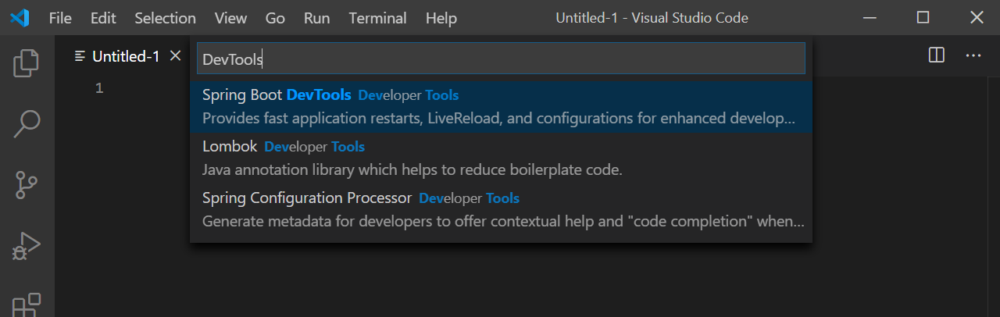 File Edit Selection View Go Run Terminal Help Untitled-1 - Visual Studio Code
Untitled-1
DevTools
1
Spring Boot DevTools Developer Tools
Provides fast application restarts, LiveReload, and configurations for enhanced develop...
Lombok Developer Tools
Java annotation library which helps to reduce boilerplate code.
Spring Configuration Processor Developer Tools
Generate metadata for developers to offer contextual help and "code completion" when...